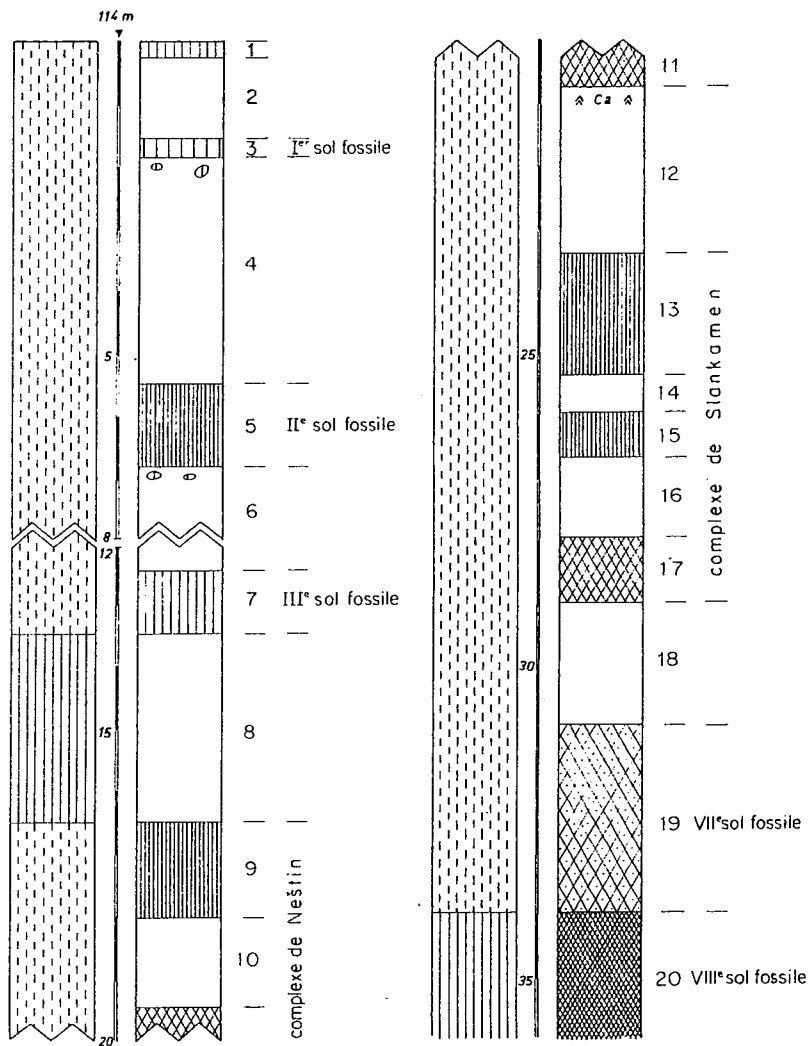 114 m
1
2
3 Iᵉʳ sol fossile
4
5
5 IIᵉ sol fossile
6
8
12
7 IIIᵉ sol fossile
15
8
9
10
complexe de Neštin
20
11
Ca
12
13
25
14
15
16
17
complexe de Slankamen
30
18
19 VIIᵉ sol fossile
35
20 VIIIᵉ sol fossile